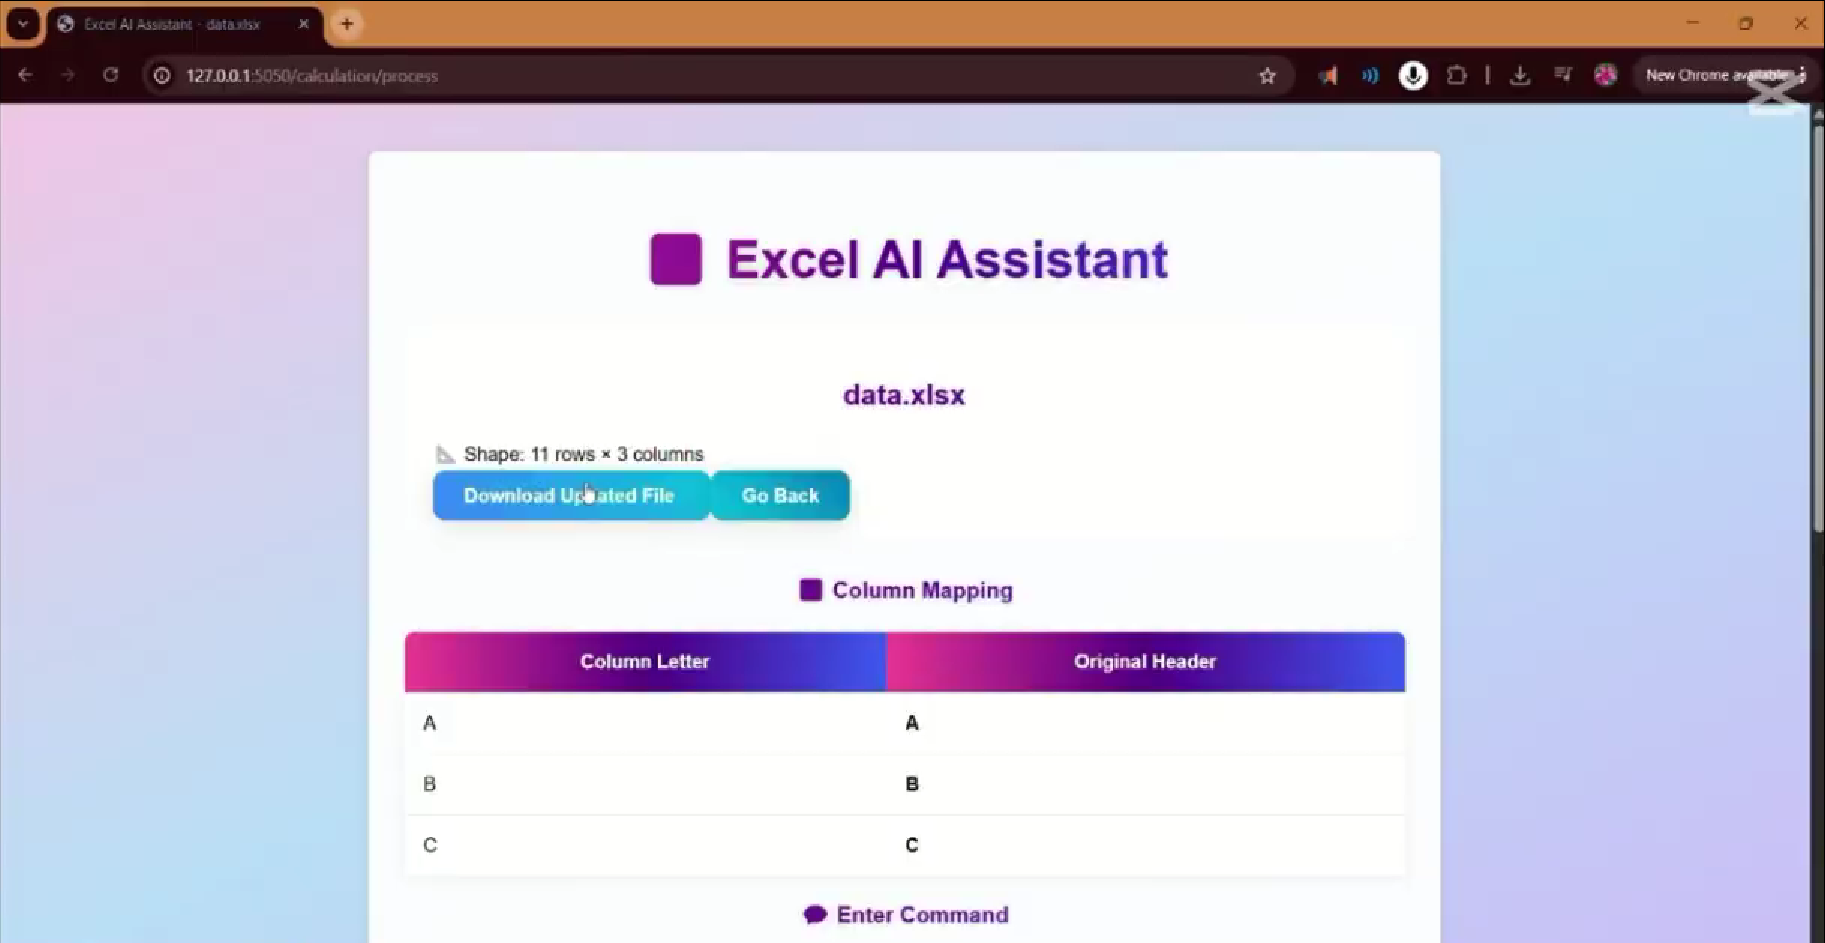 Excel AI Assistant - data.xlsx
127.0.0.1:5050/calculation/process
New Chrome available
Excel AI Assistant
data.xlsx
Shape: 11 rows × 3 columns
Download Updated File Go Back
Column Mapping
Column Letter Original Header
A A
B B
C C
Enter Command